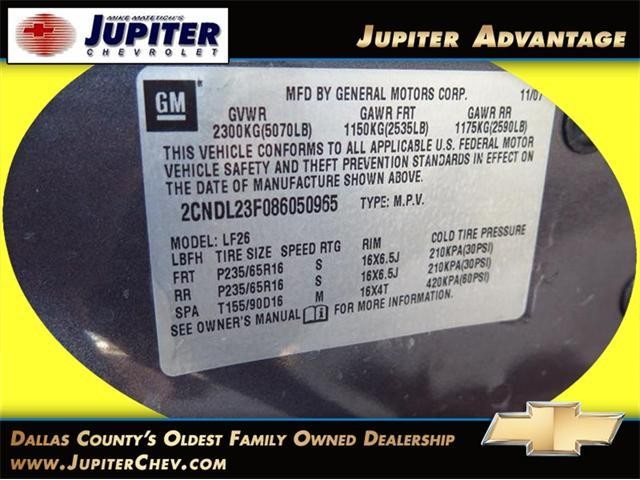 MIKE MATETICH'S
JUPITER
CHEVROLET
JUPITER ADVANTAGE
GM
MFD BY GENERAL MOTORS CORP. 11/07
GVWR GAWR FRT GAWR RR
2300KG(5070LB) 1150KG(2535LB) 1175KG(2590LB)
THIS VEHICLE CONFORMS TO ALL APPLICABLE U.S. FEDERAL MOTOR
VEHICLE SAFETY AND THEFT PREVENTION STANDARDS IN EFFECT
ON THE DATE OF MANUFACTURE SHOWN ABOVE.
2CNDL23F086050965 TYPE: M.P.V.
MODEL: LF26
LBFH TIRE SIZE SPEED RTG RIM COLD TIRE PRESSURE
FRT P235/65R16 S 16X6.5J 210KPA(30PSI)
RR P235/65R16 S 16X6.5J 210KPA(30PSI)
SPA T155/90D16 M 16X4T 420KPA(60PSI)
SEE OWNER'S MANUAL FOR MORE INFORMATION.
DALLAS COUNTY'S OLDEST FAMILY OWNED DEALERSHIP
WWW.JUPITERCHEV.COM